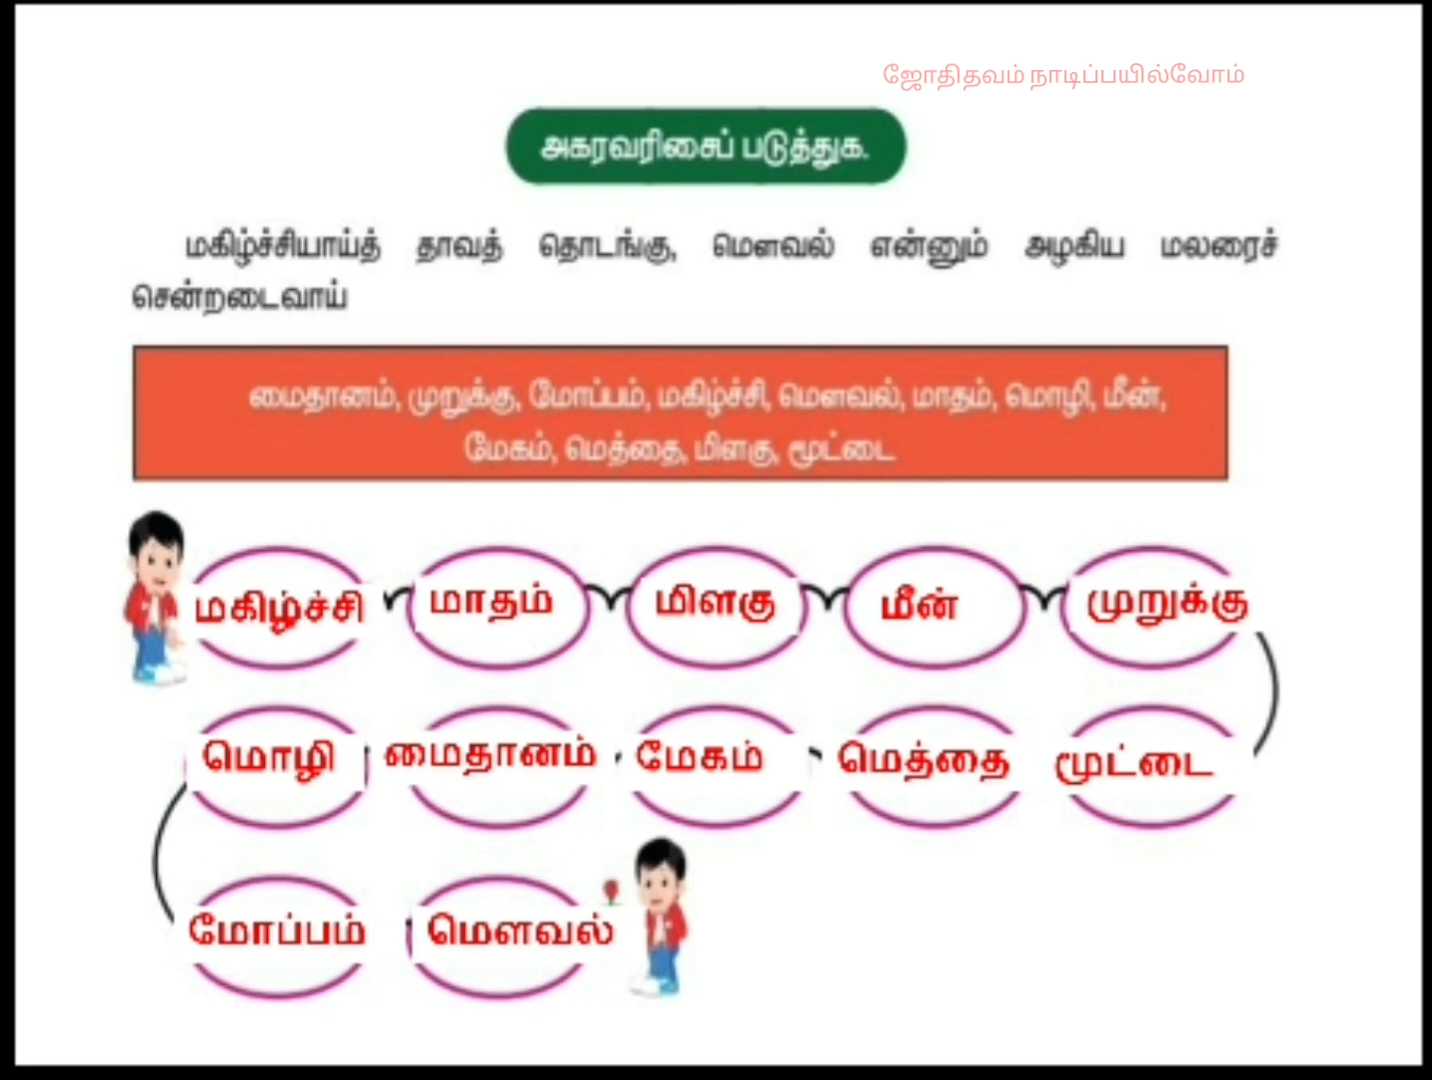 ஜோதிதவம் நாடிப்பயில்வோம்
அகரவரிசைப் படுத்துக.
மகிழ்ச்சியாய்த் தாவத் தொடங்கு, மௌவல் என்னும் அழகிய மலரைச்
சென்றடைவாய்
மைதானம், முறுக்கு, மோப்பம், மகிழ்ச்சி, மௌவல், மாதம், மொழி, மீன்,
மேகம், மெத்தை, மிளகு, மூட்டை
மகிழ்ச்சி மாதம் மிளகு மீன் முறுக்கு
மொழி மைதானம் மேகம் மெத்தை மூட்டை
மோப்பம் மௌவல்